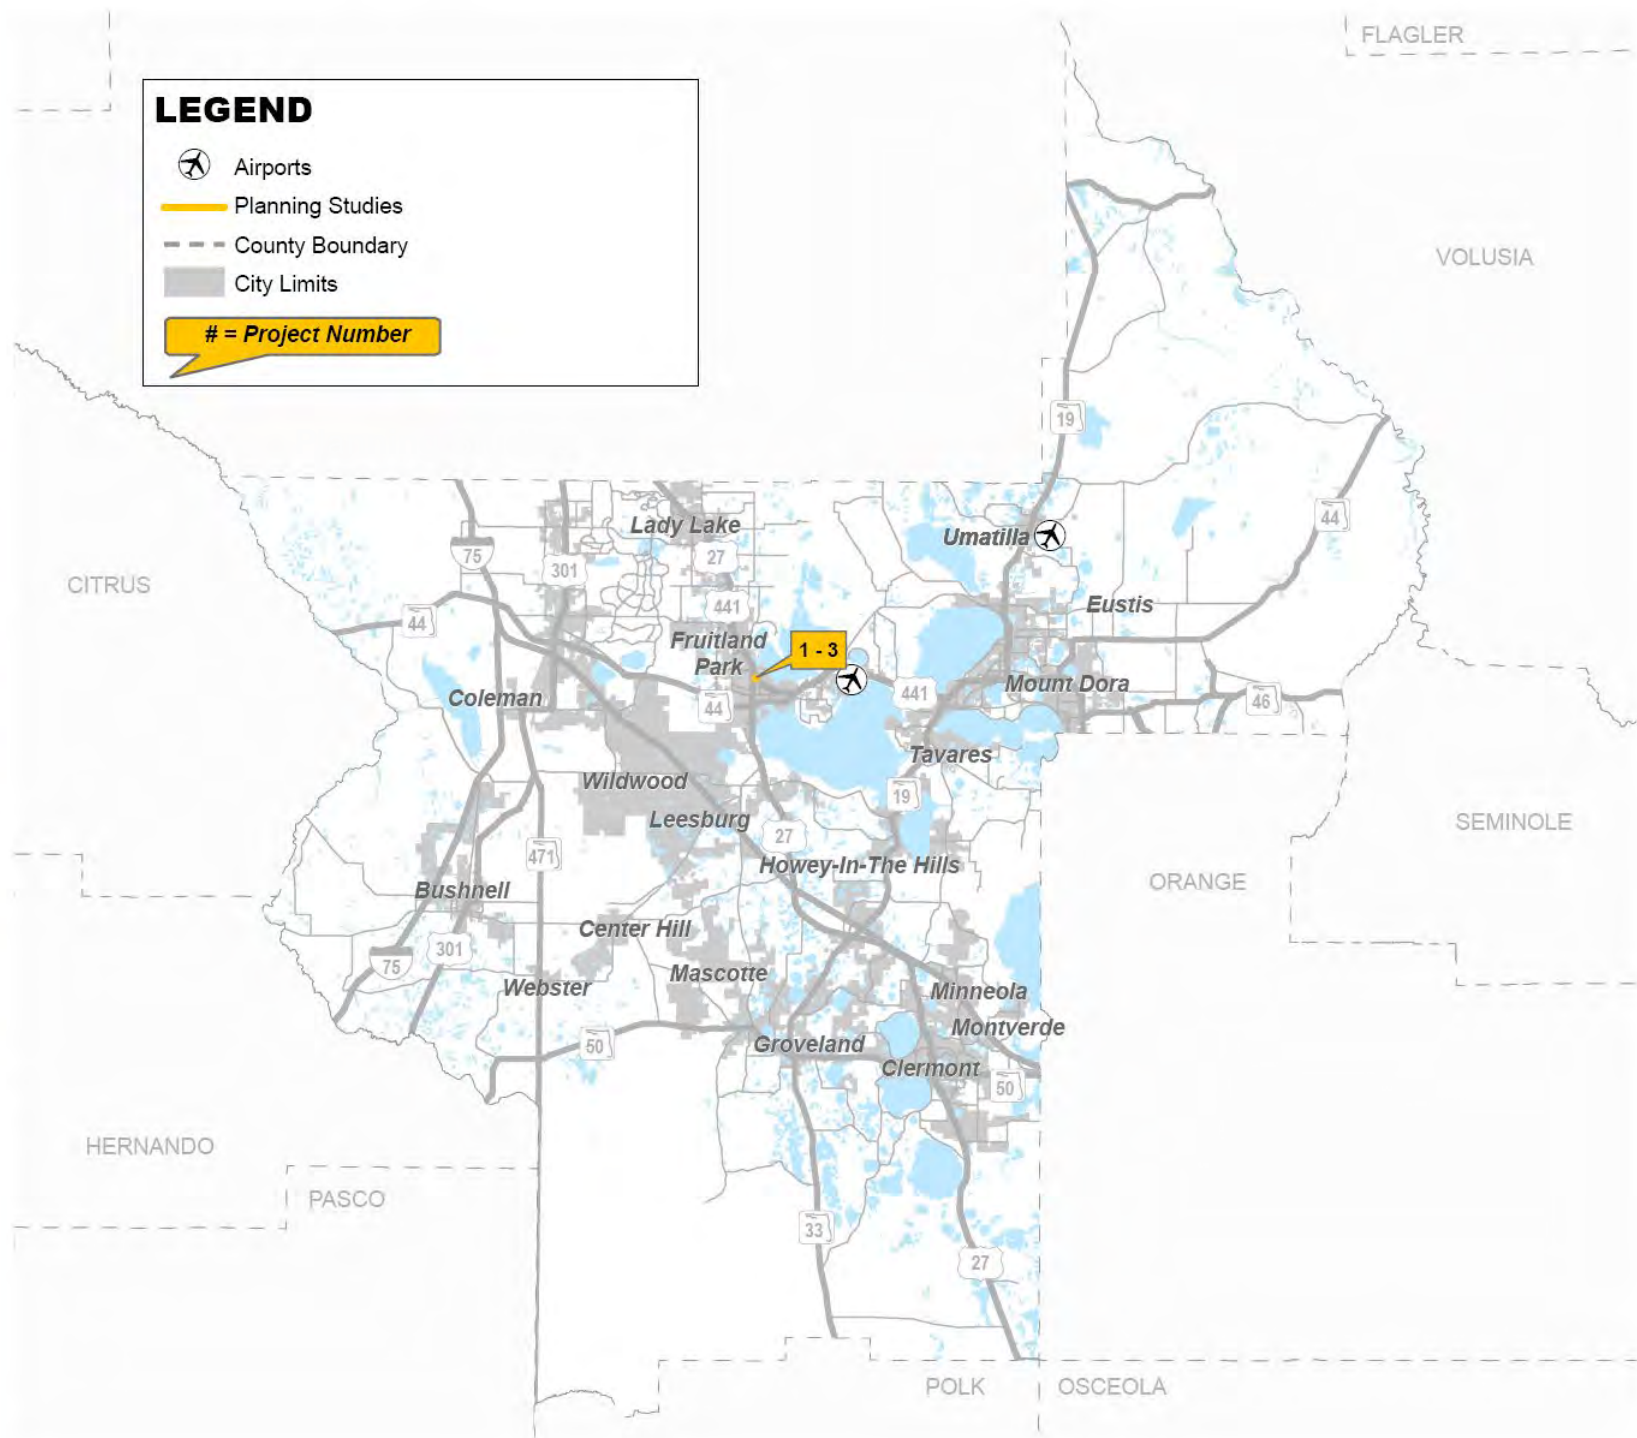 FLAGLER
LEGEND
Airports
Planning Studies
County Boundary
City Limits
# = Project Number
VOLUSIA
19
44
Lady Lake
Umatilla
75
27
301
CITRUS
441
Eustis
44
Fruitland
Park
1 - 3
Mount Dora
441
Coleman
44
46
Tavares
Wildwood
19
Leesburg
SEMINOLE
27
471
Howey-In-The Hills
ORANGE
Bushnell
Center Hill
301
75
Mascotte
Webster
Minneola
Montverde
50
Groveland
Clermont
50
HERNANDO
PASCO
33
27
POLK
OSCEOLA